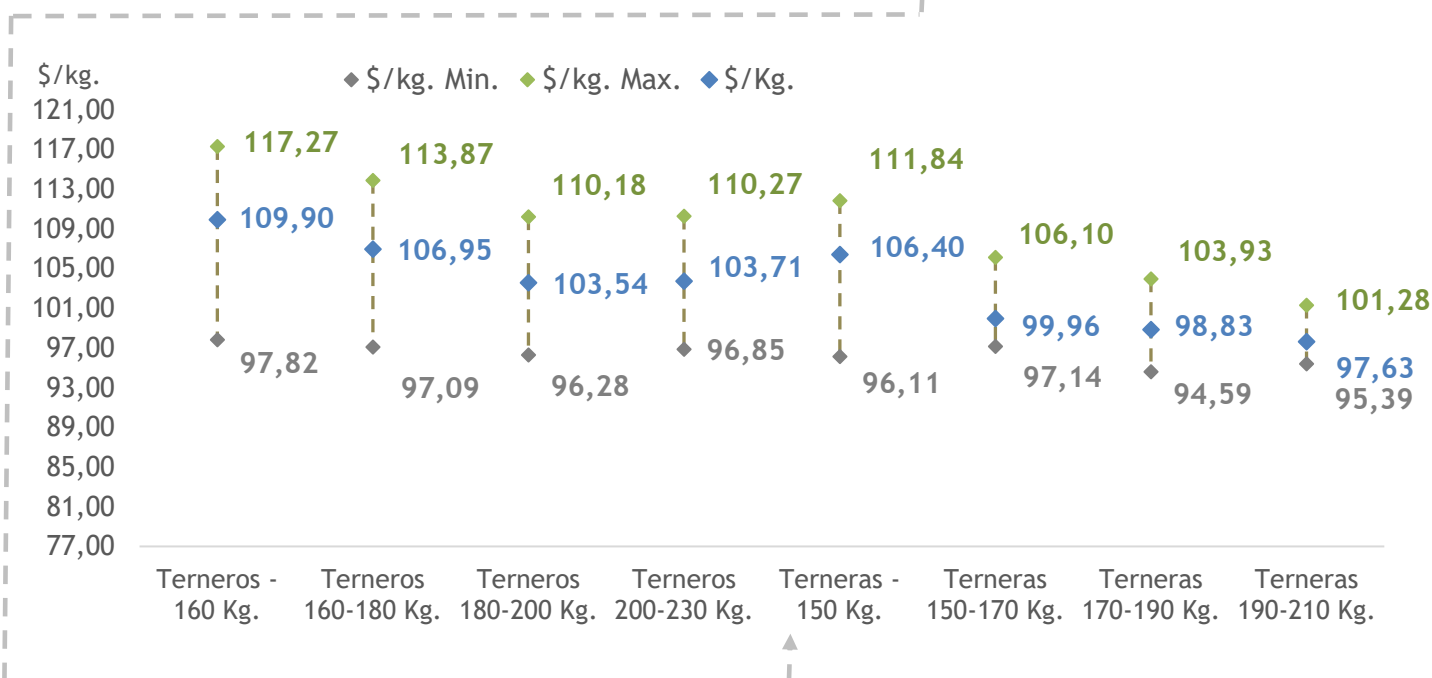 $/kg.
$/kg. Min. $/kg. Max. $/Kg.
121,00
117,00
113,00
109,00
105,00
101,00
97,00
93,00
89,00
85,00
81,00
77,00
117,27
109,90
97,82
113,87
106,95
97,09
110,18
103,54
96,28
110,27
103,71
96,85
111,84
106,40
96,11
106,10
99,96
97,14
103,93
98,83
94,59
101,28
97,63
95,39
Terneros -
160 Kg.
Terneros
160-180 Kg.
Terneros
180-200 Kg.
Terneros
200-230 Kg.
Terneras -
150 Kg.
Terneras
150-170 Kg.
Terneras
170-190 Kg.
Terneras
190-210 Kg.